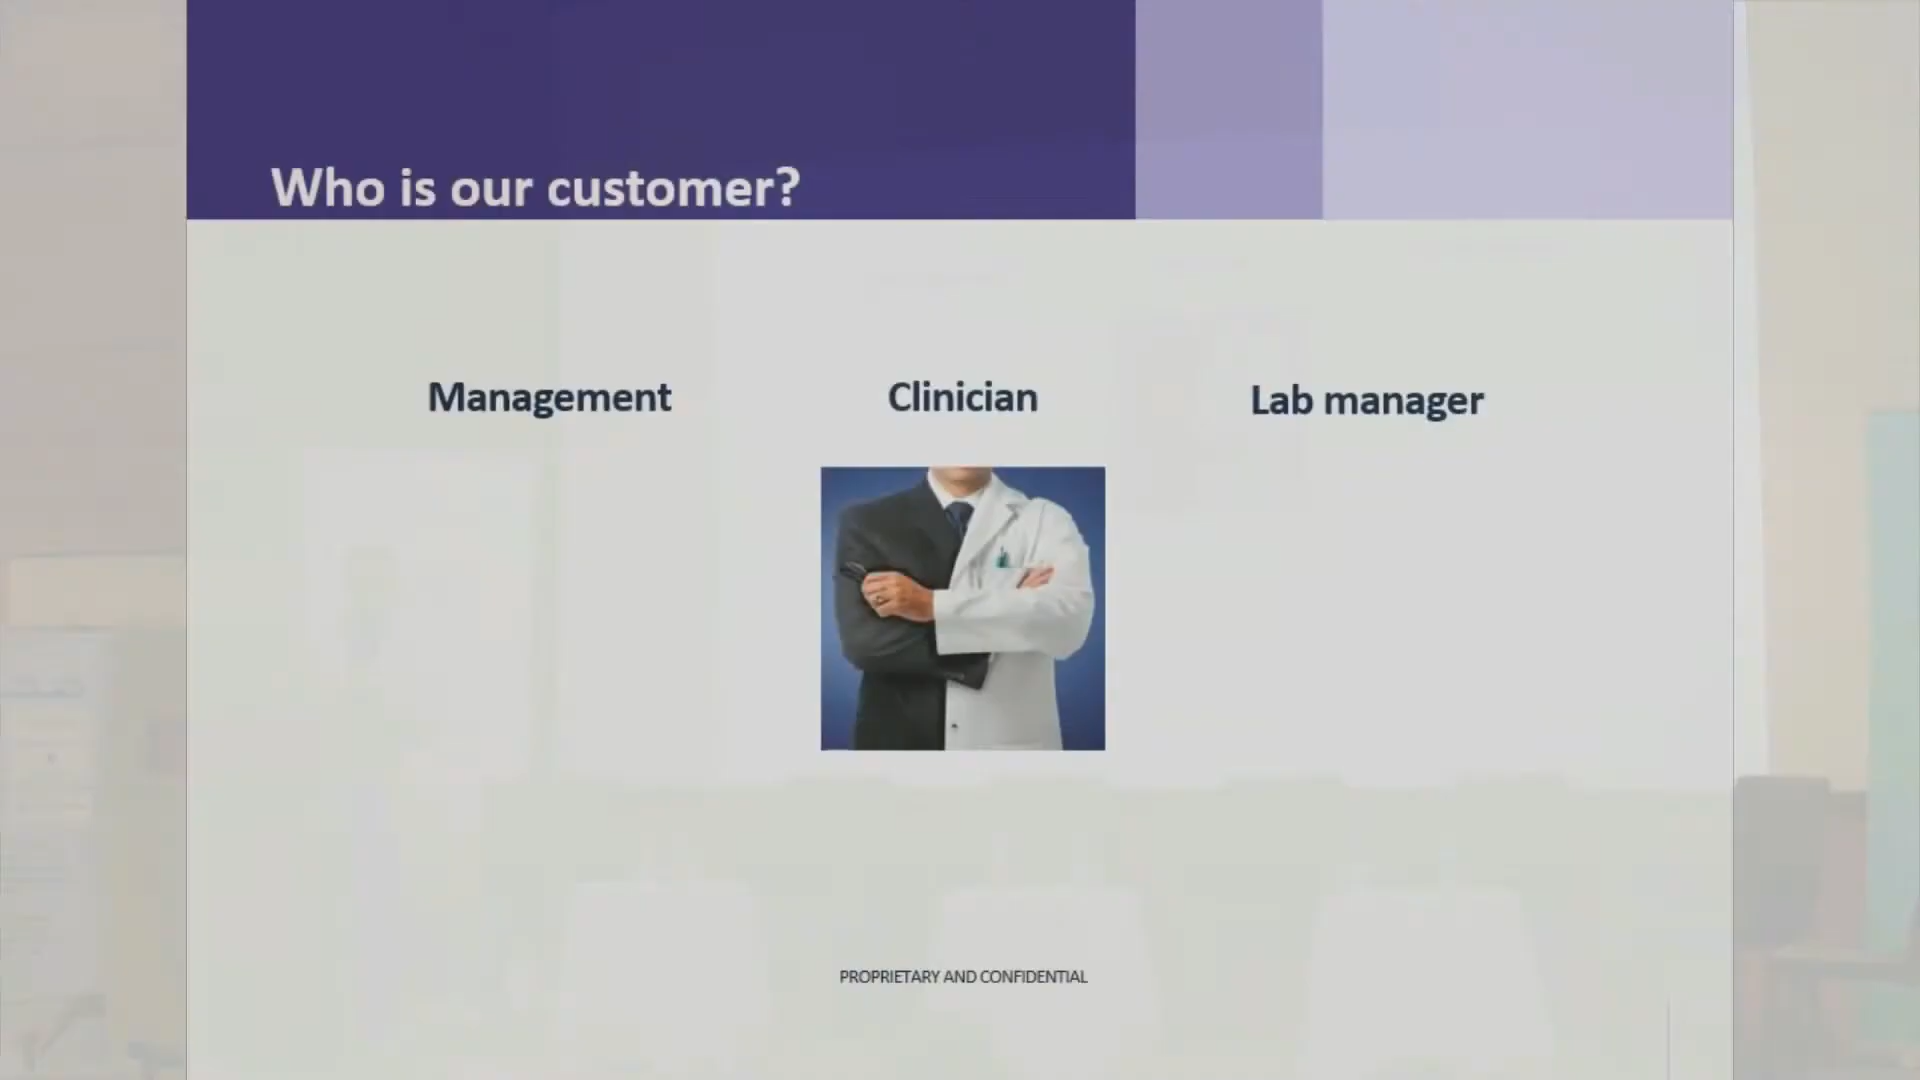 Who is our customer?
Management
Clinician
Lab manager
PROPRIETARY AND CONFIDENTIAL